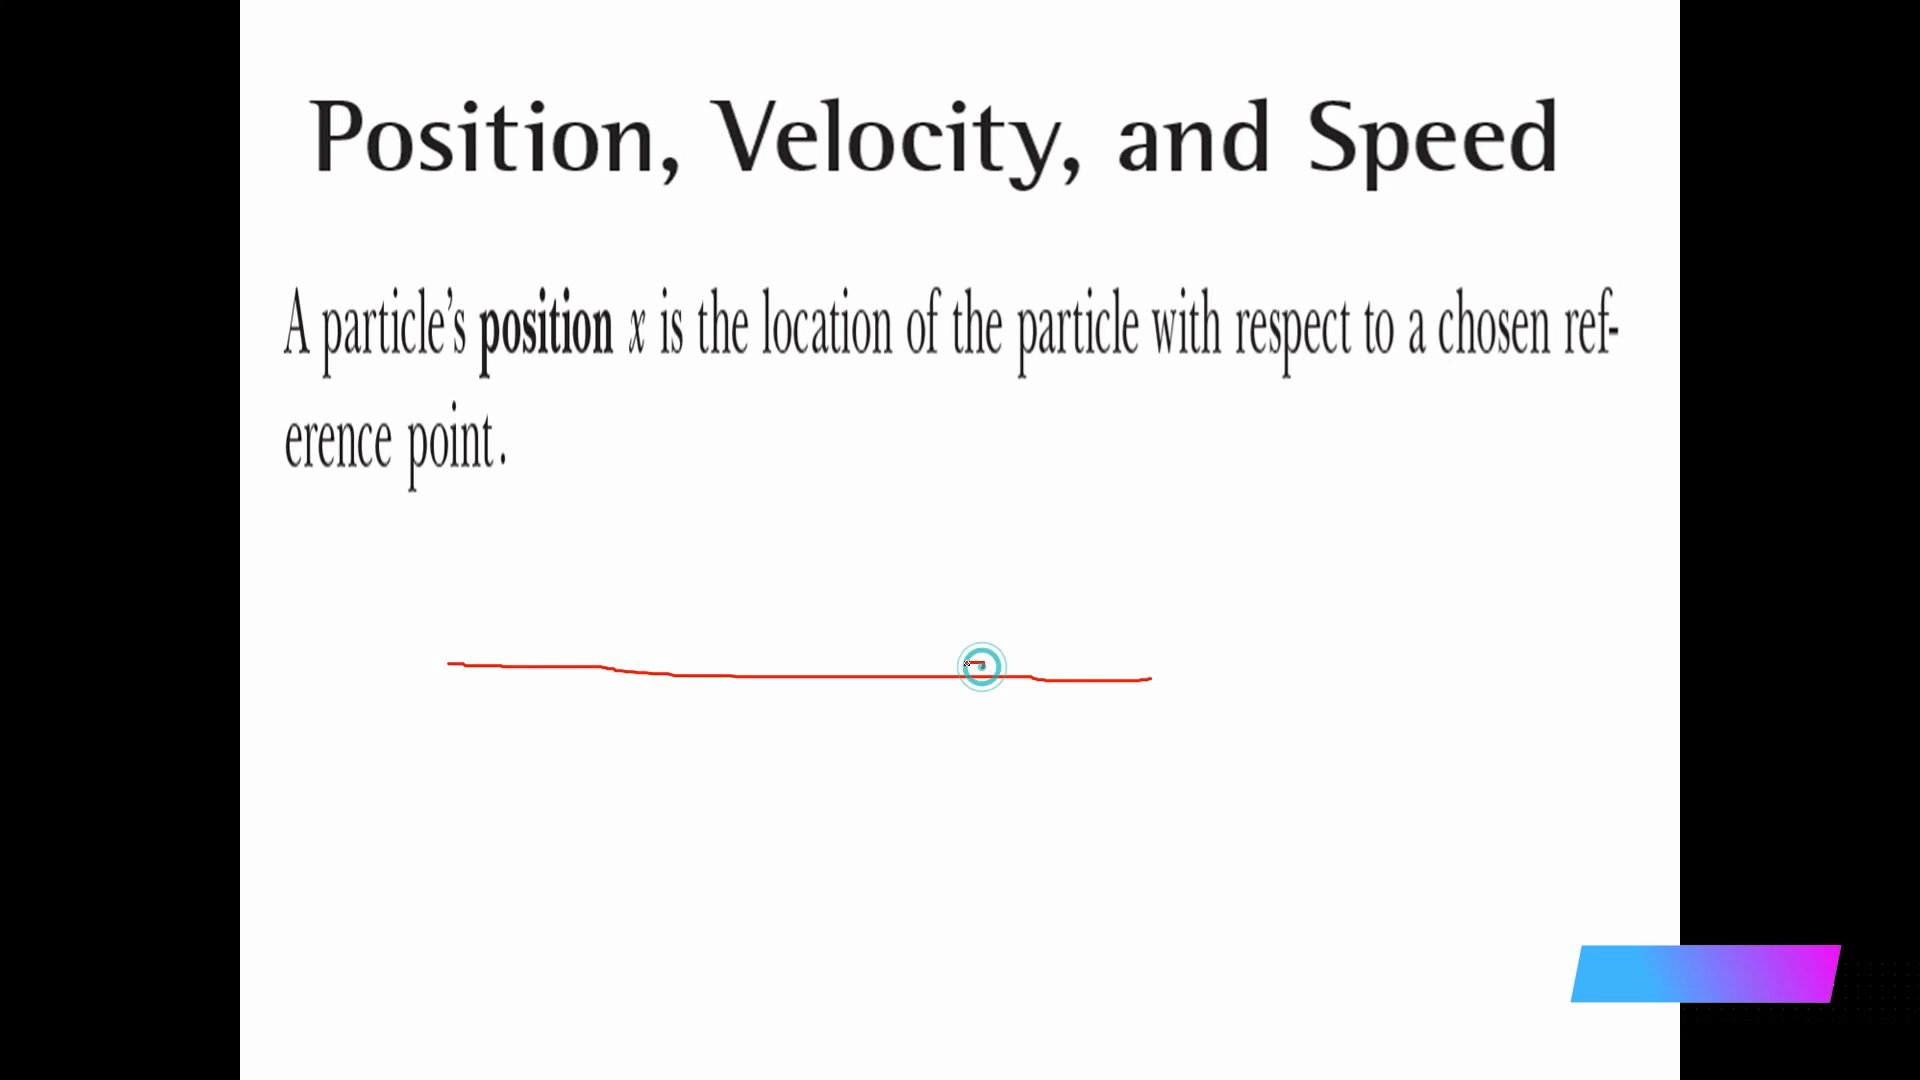 Position, Velocity, and Speed
A particle's position x is the location of the particle with respect to a chosen ref-
erence point.